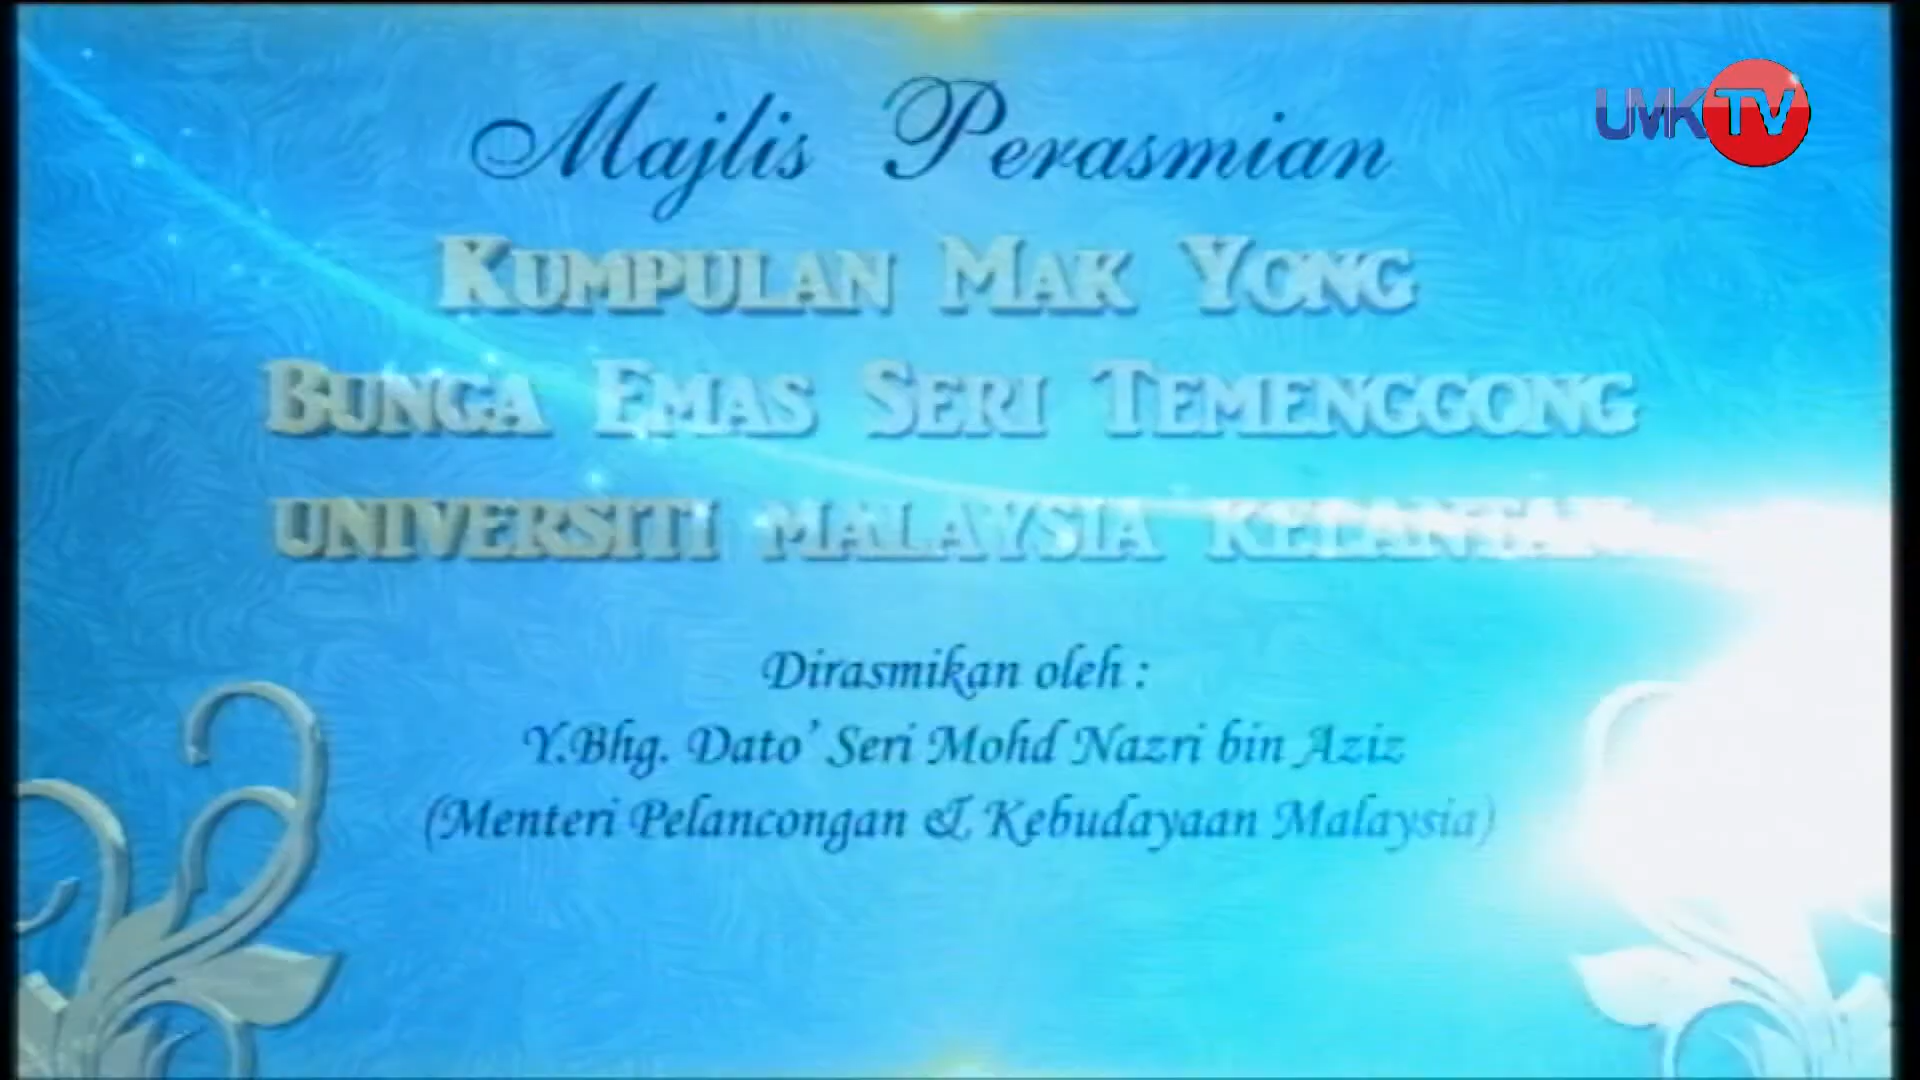 UMKTV
Majlis Perasmian
KUMPULAN MAK YONG
BUNGA EMAS SERI TEMENGGONG
UNIVERSITI MALAYSIA KELANTAN
Dirasmikan oleh :
Y.Bhg. Dato' Seri Mohd Nazri bin Aziz
(Menteri Pelancongan & Kebudayaan Malaysia)